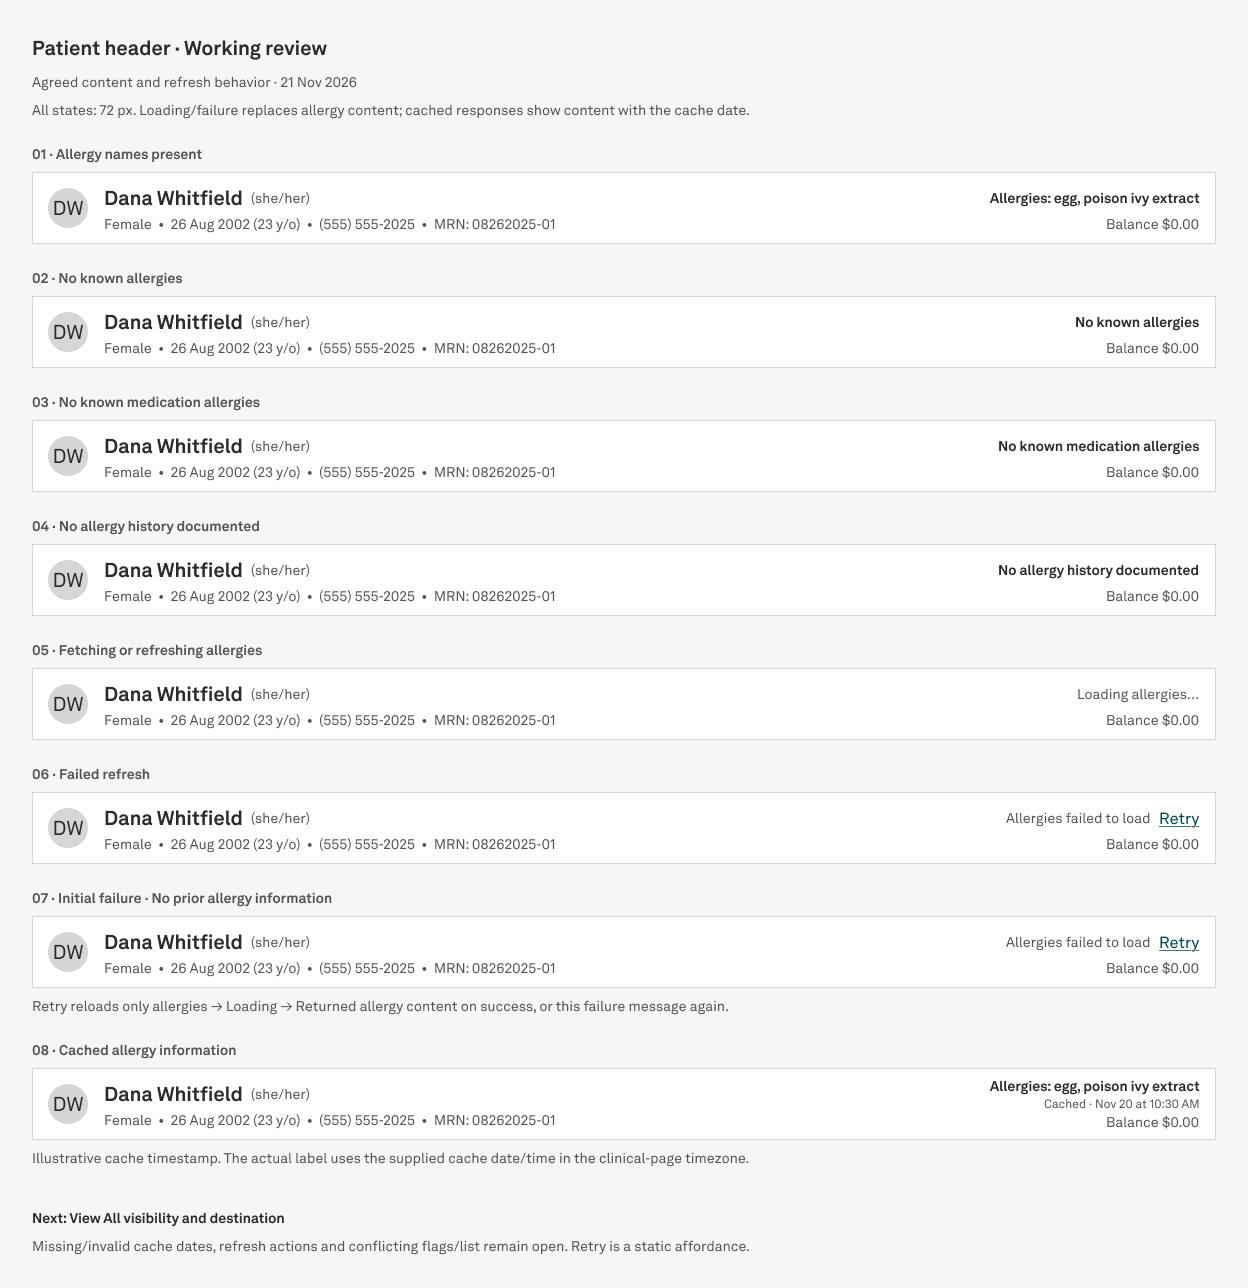 Patient header · Working review
Agreed content and refresh behavior · 21 Nov 2026
All states: 72 px. Loading/failure replaces allergy content; cached responses show content with the cache date.
01 · Allergy names present
DW
Dana Whitfield (she/her)
Allergies: egg, poison ivy extract
Female • 26 Aug 2002 (23 y/o) • (555) 555-2025 • MRN: 08262025-01
Balance $0.00
02 · No known allergies
DW
Dana Whitfield (she/her)
No known allergies
Female • 26 Aug 2002 (23 y/o) • (555) 555-2025 • MRN: 08262025-01
Balance $0.00
03 · No known medication allergies
DW
Dana Whitfield (she/her)
No known medication allergies
Female • 26 Aug 2002 (23 y/o) • (555) 555-2025 • MRN: 08262025-01
Balance $0.00
04 · No allergy history documented
DW
Dana Whitfield (she/her)
No allergy history documented
Female • 26 Aug 2002 (23 y/o) • (555) 555-2025 • MRN: 08262025-01
Balance $0.00
05 · Fetching or refreshing allergies
DW
Dana Whitfield (she/her)
Loading allergies…
Female • 26 Aug 2002 (23 y/o) • (555) 555-2025 • MRN: 08262025-01
Balance $0.00
06 · Failed refresh
DW
Dana Whitfield (she/her)
Allergies failed to load Retry
Female • 26 Aug 2002 (23 y/o) • (555) 555-2025 • MRN: 08262025-01
Balance $0.00
07 · Initial failure · No prior allergy information
DW
Dana Whitfield (she/her)
Allergies failed to load Retry
Female • 26 Aug 2002 (23 y/o) • (555) 555-2025 • MRN: 08262025-01
Balance $0.00
Retry reloads only allergies → Loading → Returned allergy content on success, or this failure message again.
08 · Cached allergy information
DW
Dana Whitfield (she/her)
Allergies: egg, poison ivy extract
Cached · Nov 20 at 10:30 AM
Female • 26 Aug 2002 (23 y/o) • (555) 555-2025 • MRN: 08262025-01
Balance $0.00
Illustrative cache timestamp. The actual label uses the supplied cache date/time in the clinical-page timezone.
Next: View All visibility and destination
Missing/invalid cache dates, refresh actions and conflicting flags/list remain open. Retry is a static affordance.